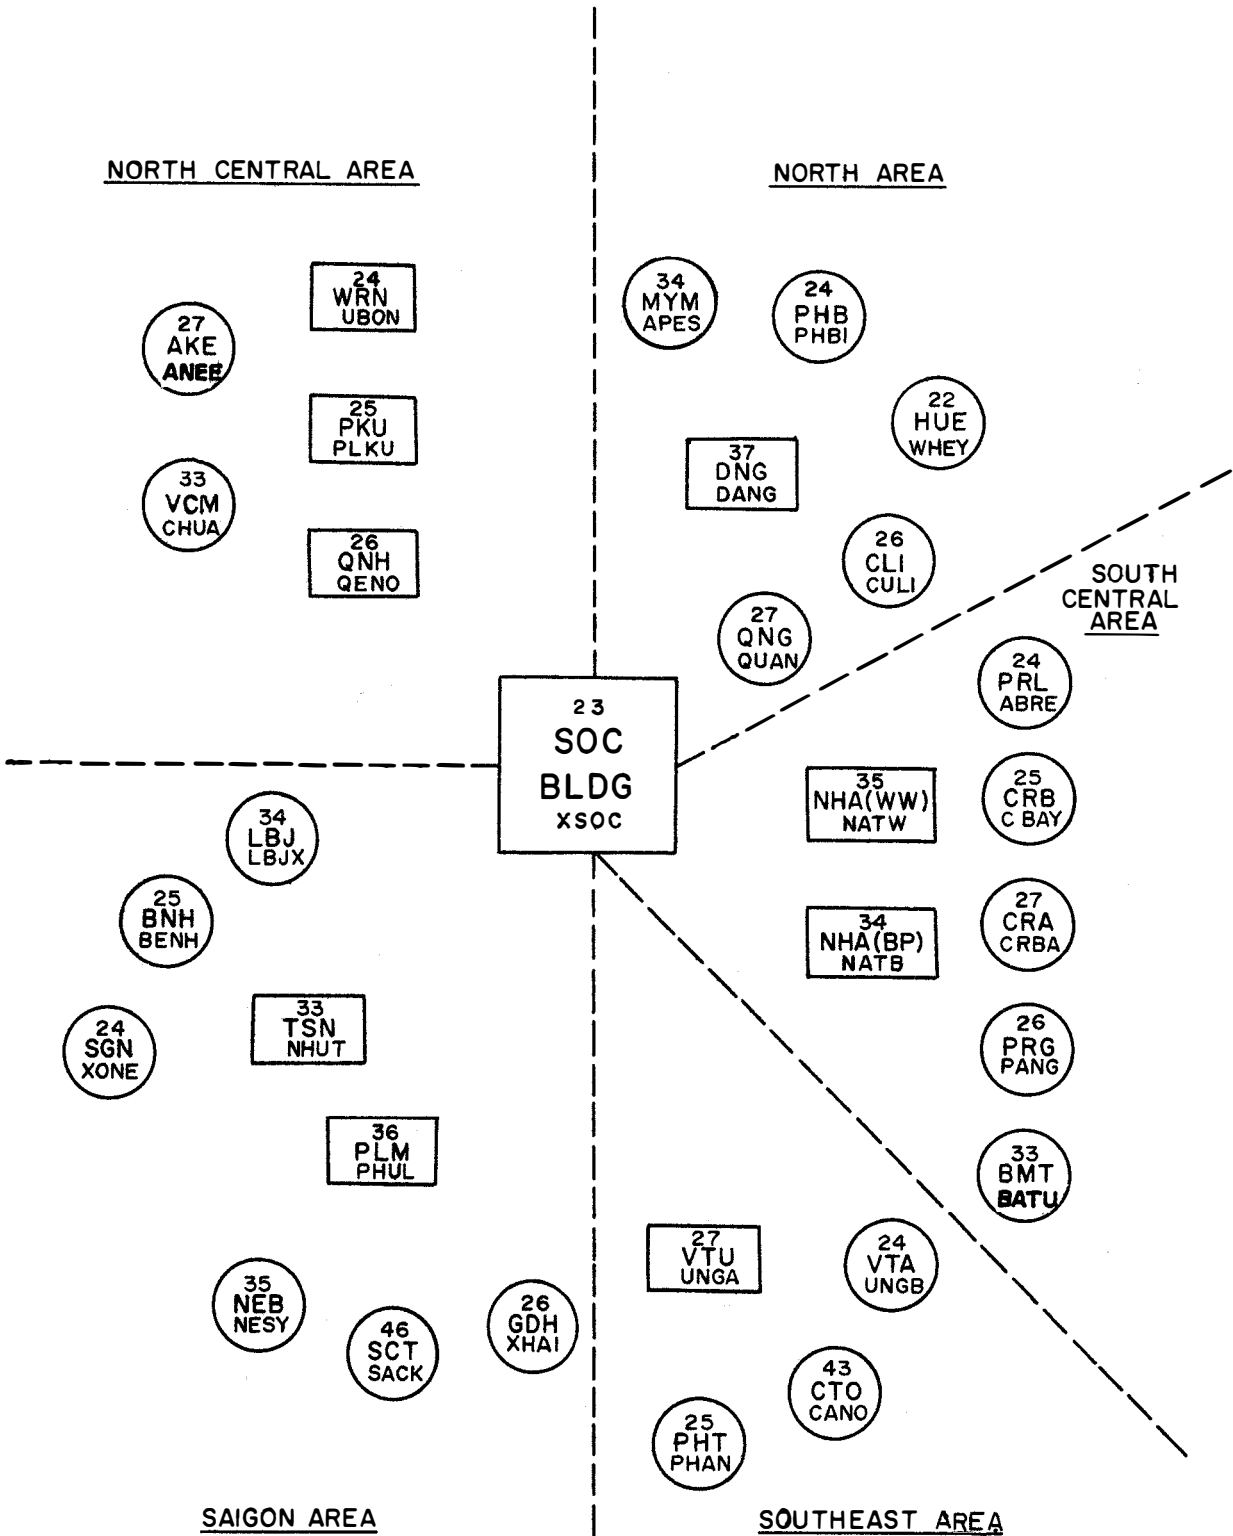 NORTH CENTRAL AREA
24
WRN
UBON
27
AKE
ANEE
25
PKU
PLKU
33
VCM
CHUA
26
QNH
QENO
NORTH AREA
34
MYM
APES
24
PHB
PHBI
22
HUE
WHEY
37
DNG
DANG
26
CLI
CULI
27
QNG
QUAN
SOUTH
CENTRAL
AREA
24
PRL
ABRE
35
NHA(WW)
NATW
25
CRB
C BAY
27
CRA
CRBA
34
NHA(BP)
NATB
26
PRG
PANG
33
BMT
BATU
23
SOC
BLDG
XSOC
34
LBJ
LBJX
25
BNH
BENH
33
TSN
NHUT
24
SGN
XONE
36
PLM
PHUL
35
NEB
NESY
46
SCT
SACK
26
GDH
XHAI
SAIGON AREA
27
VTU
UNGA
24
VTA
UNGB
43
CTO
CANO
25
PHT
PHAN
SOUTHEAST AREA